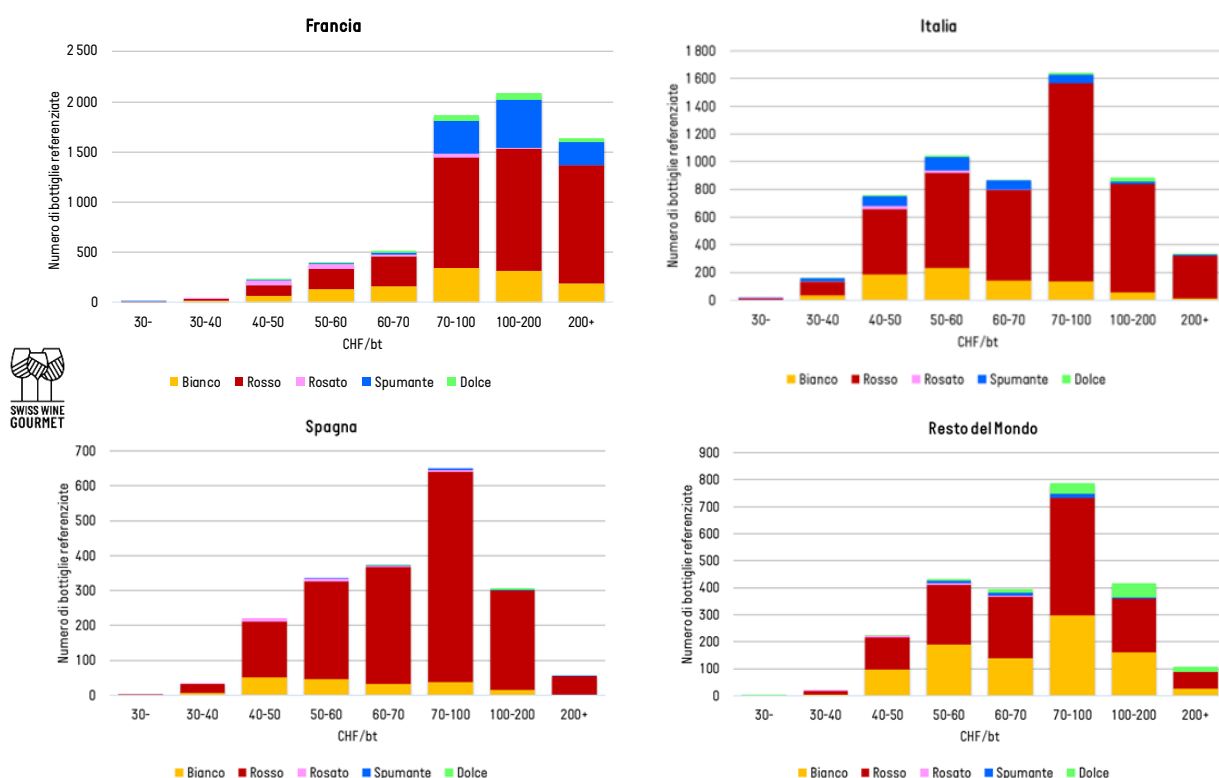 Francia
Numero di bottiglie referenziate
2 500
2 000
1 500
1 000
500
0
30- 30-40 40-50 50-60 60-70 70-100 100-200 200+
CHF/bt
Bianco Rosso Rosato Spumante Dolce
Italia
Numero di bottiglie referenziate
1 800
1 600
1 400
1 200
1 000
800
600
400
200
0
30- 30-40 40-50 50-60 60-70 70-100 100-200 200+
CHF/bt
Bianco Rosso Rosato Spumante Dolce
SWISS WINE
GOURMET
Spagna
Numero di bottiglie referenziate
700
600
500
400
300
200
100
0
30- 30-40 40-50 50-60 60-70 70-100 100-200 200+
CHF/bt
Bianco Rosso Rosato Spumante Dolce
Resto del Mondo
Numero di bottiglie referenziate
900
800
700
600
500
400
300
200
100
0
30- 30-40 40-50 50-60 60-70 70-100 100-200 200+
CHF/bt
Bianco Rosso Rosato Spumante Dolce